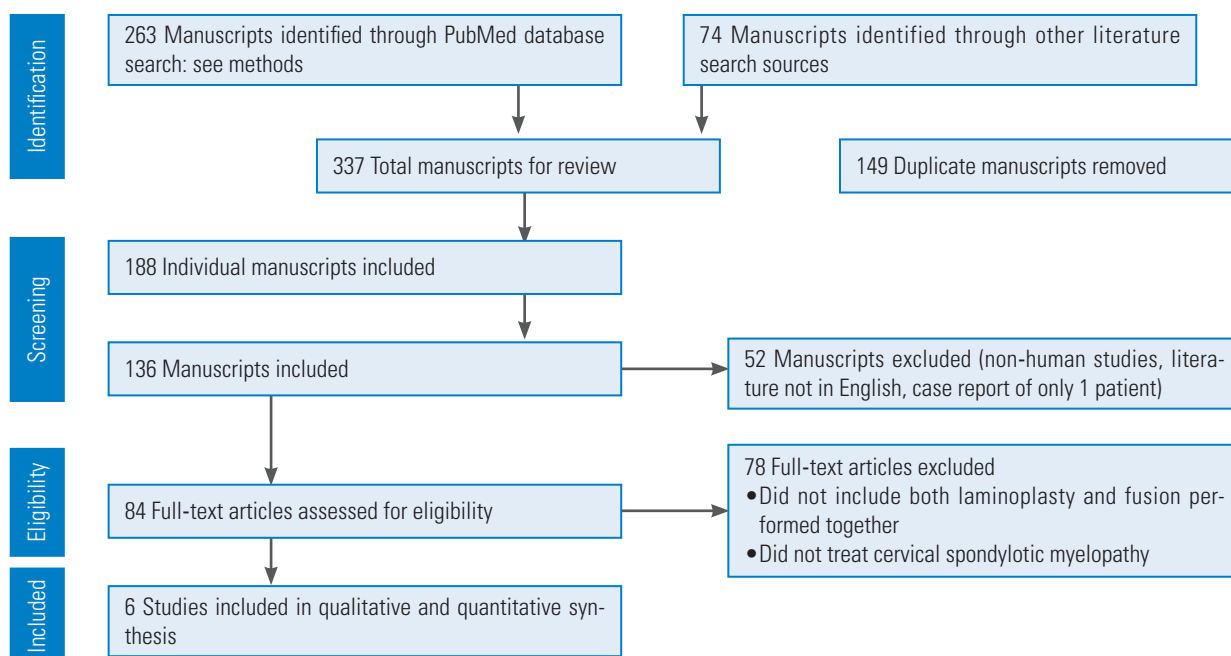 Identification
263 Manuscripts identified through PubMed database
search: see methods
74 Manuscripts identified through other literature
search sources
337 Total manuscripts for review
149 Duplicate manuscripts removed
Screening
188 Individual manuscripts included
136 Manuscripts included
52 Manuscripts excluded (non-human studies, litera-
ture not in English, case report of only 1 patient)
Eligibility
84 Full-text articles assessed for eligibility
78 Full-text articles excluded
•Did not include both laminoplasty and fusion per-
formed together
•Did not treat cervical spondylotic myelopathy
Included
6 Studies included in qualitative and quantitative syn-
thesis